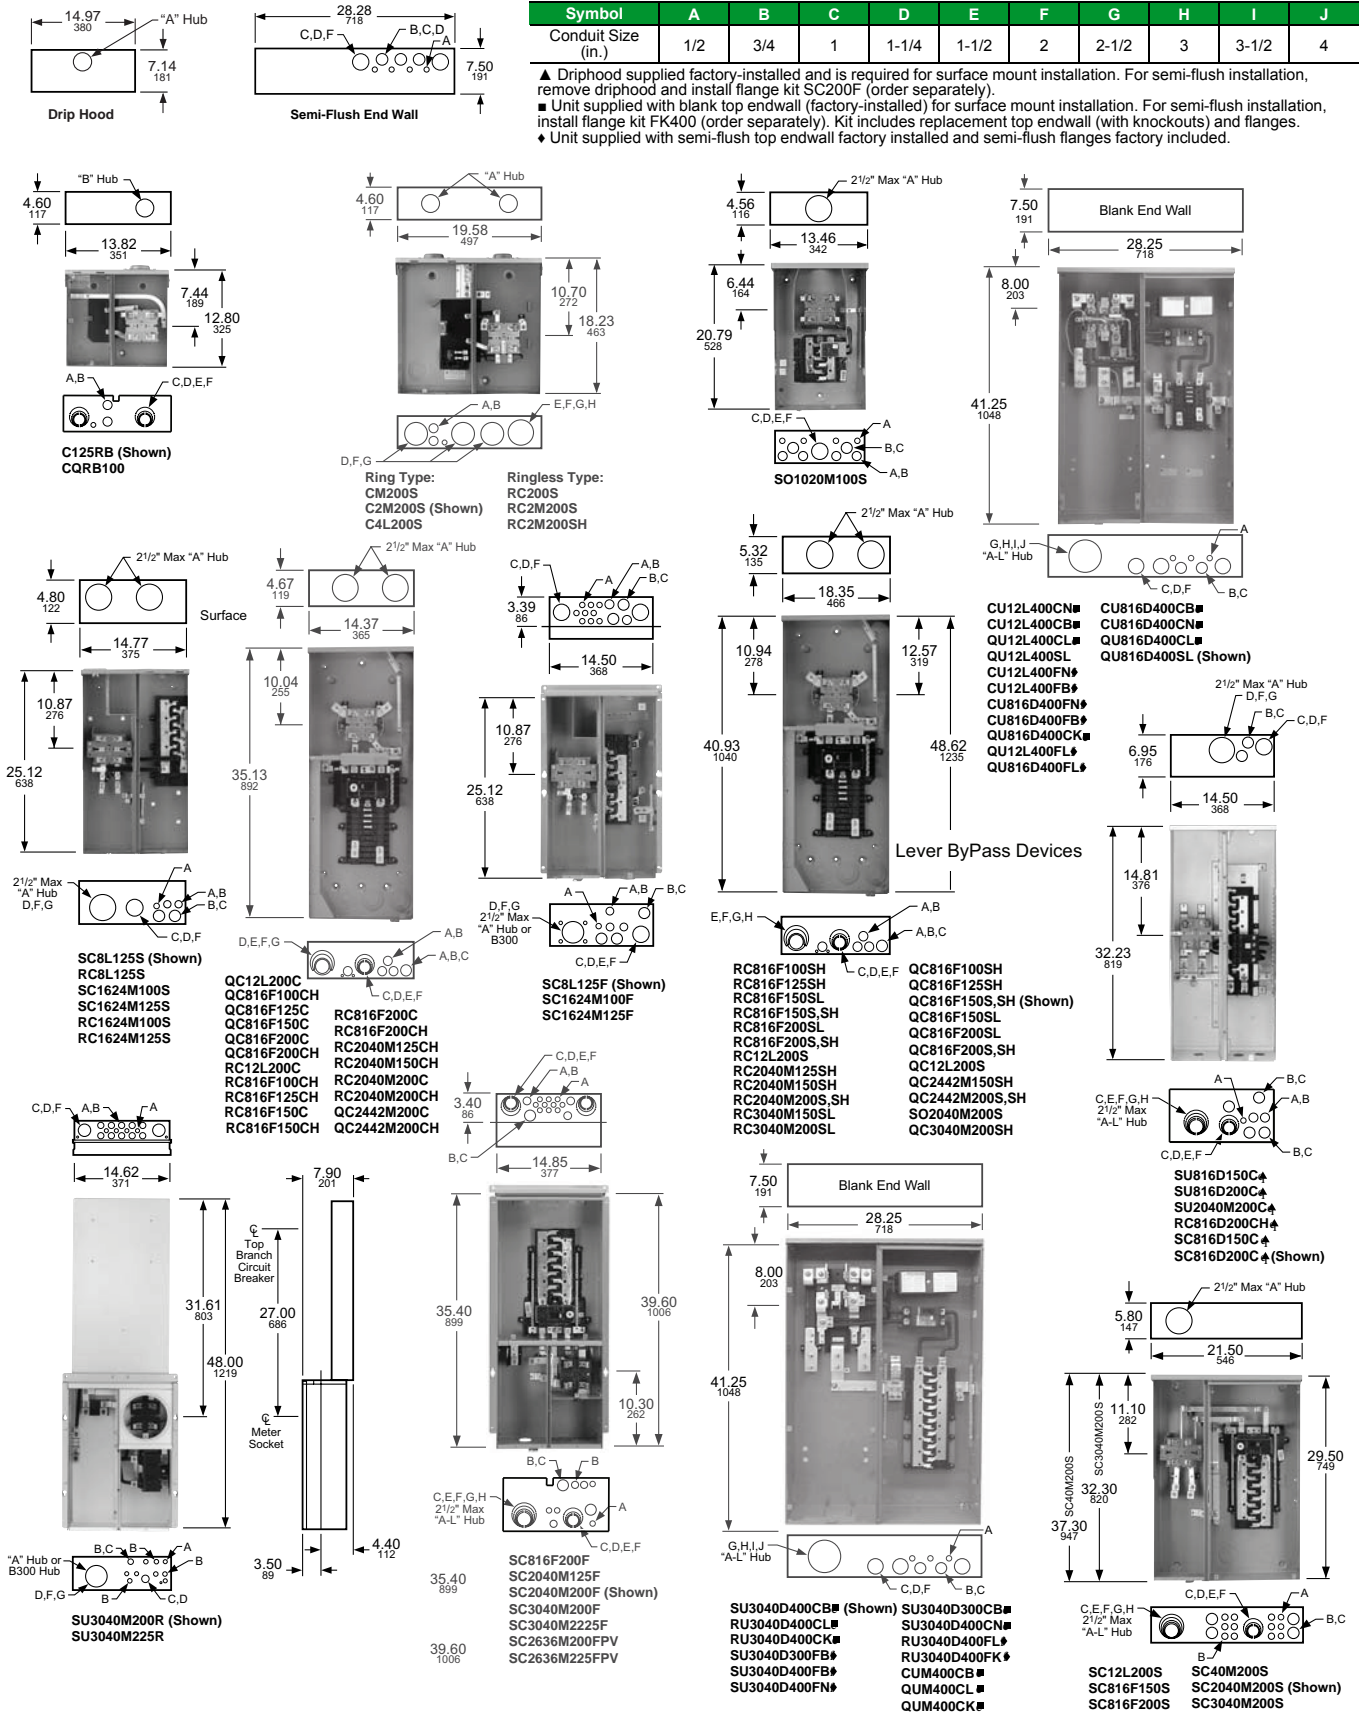 14.97
380
"A" Hub
7.14
181
Drip Hood
28.28
718
C,D,F
B,C,D
A
7.50
191
Semi-Flush End Wall
Symbol A B C D E F G H I J
Conduit Size (in.) 1/2 3/4 1 1-1/4 1-1/2 2 2-1/2 3 3-1/2 4
▲ Driphood supplied factory-installed and is required for surface mount installation. For semi-flush installation,
remove driphood and install flange kit SC200F (order separately).
■ Unit supplied with blank top endwall (factory-installed) for surface mount installation. For semi-flush installation,
install flange kit FK400 (order separately). Kit includes replacement top endwall (with knockouts) and flanges.
♦ Unit supplied with semi-flush top endwall factory installed and semi-flush flanges factory included.
"B" Hub
4.60
117
13.82
351
7.44
189
12.80
325
A,B
C,D,E,F
C125RB (Shown)
CQRB100
"A" Hub
4.60
117
19.58
497
10.70
272
18.23
463
A,B
E,F,G,H
D,F,G
Ring Type:
CM200S
C2M200S (Shown)
C4L200S
Ringless Type:
RC200S
RC2M200S
RC2M200SH
21/2" Max "A" Hub
4.56
116
13.46
342
6.44
164
20.79
528
C,D,E,F
A
B,C
A,B
SO1020M100S
7.50
191
Blank End Wall
28.25
718
8.00
203
41.25
1048
G,H,I,J
"A-L" Hub
A
C,D,F
B,C
CU12L400CN■
CU12L400CB■
QU12L400CL■
QU12L400SL
CU12L400FN♦
CU12L400FB♦
CU816D400FN♦
CU816D400FB♦
QU816D400CK■
QU12L400FL♦
QU816D400FL♦
CU816D400CB■
CU816D400CN■
QU816D400CL■
QU816D400SL (Shown)
21/2" Max "A" Hub
4.80
122
Surface
14.77
375
10.87
276
25.12
638
21/2" Max
"A" Hub
D,F,G
A
A,B
B,C
C,D,F
SC8L125S (Shown)
RC8L125S
SC1624M100S
SC1624M125S
RC1624M100S
RC1624M125S
21/2" Max "A" Hub
4.67
119
14.37
365
10.04
255
35.13
892
D,E,F,G
A,B
A,B,C
C,D,E,F
QC12L200C
QC816F100CH
QC816F125C
QC816F150C
QC816F200C
QC816F200CH
RC12L200C
RC816F100CH
RC816F125CH
RC816F150C
RC816F150CH
RC816F200C
RC816F200CH
RC2040M125CH
RC2040M150CH
RC2040M200C
RC2040M200CH
QC2442M200C
QC2442M200CH
C,D,F
A
A,B
B,C
3.39
86
14.50
368
10.87
276
25.12
638
D,F,G
21/2" Max
"A" Hub or
B300
A
A,B
B,C
C,D,E,F
SC8L125F (Shown)
SC1624M100F
SC1624M125F
21/2" Max "A" Hub
5.32
135
18.35
466
10.94
278
12.57
319
40.93
1040
48.62
1235
Lever ByPass Devices
E,F,G,H
A,B
A,B,C
C,D,E,F
RC816F100SH
RC816F125SH
RC816F150SL
RC816F150S,SH
RC816F200SL
RC816F200S,SH
RC12L200S
RC2040M125SH
RC2040M150SH
RC2040M200S,SH
RC3040M150SL
RC3040M200SL
QC816F100SH
QC816F125SH
QC816F150S,SH (Shown)
QC816F150SL
QC816F200SL
QC816F200S,SH
QC12L200S
QC2442M150SH
QC2442M200S,SH
SO2040M200S
QC3040M200SH
21/2" Max "A" Hub
D,F,G
B,C
C,D,F
6.95
176
14.50
368
14.81
376
32.23
819
A
B,C
A,B
C,E,F,G,H
21/2" Max
"A-L" Hub
C,D,E,F
B,C
SU816D150C▲
SU816D200C▲
SU2040M200C▲
RC816D200CH▲
SC816D150C▲
SC816D200C▲ (Shown)
C,D,F
A,B
A
14.62
371
31.61
803
48.00
1219
7.90
201
℄
Top
Branch
Circuit
Breaker
27.00
686
℄
Meter
Socket
4.40
112
3.50
89
"A" Hub or
B300 Hub
D,F,G
B,C
B
A
B
B
C,D
SU3040M200R (Shown)
SU3040M225R
C,D,E,F
A,B
A
3.40
86
B,C
14.85
377
35.40
899
39.60
1006
10.30
262
B,C
B
C,E,F,G,H
21/2" Max
"A-L" Hub
A
C,D,E,F
35.40
899
39.60
1006
SC816F200F
SC2040M125F
SC2040M200F (Shown)
SC3040M200F
SC3040M2225F
SC2636M200FPV
SC2636M225FPV
7.50
191
Blank End Wall
28.25
718
8.00
203
41.25
1048
G,H,I,J
"A-L" Hub
A
C,D,F
B,C
SU3040D400CB■ (Shown)
RU3040D400CL■
RU3040D400CK■
SU3040D300FB♦
SU3040D400FB♦
SU3040D400FN♦
SU3040D300CB■
SU3040D400CN■
RU3040D400FL♦
RU3040D400FK♦
CUM400CB■
QUM400CL■
QUM400CK■
21/2" Max "A" Hub
5.80
147
21.50
546
SC40M200S
SC3040M200S
11.10
282
32.30
820
37.30
947
29.50
749
C,E,F,G,H
21/2" Max
"A-L" Hub
C,D,E,F
A
B,C
B
SC12L200S
SC816F150S
SC816F200S
SC40M200S
SC2040M200S (Shown)
SC3040M200S